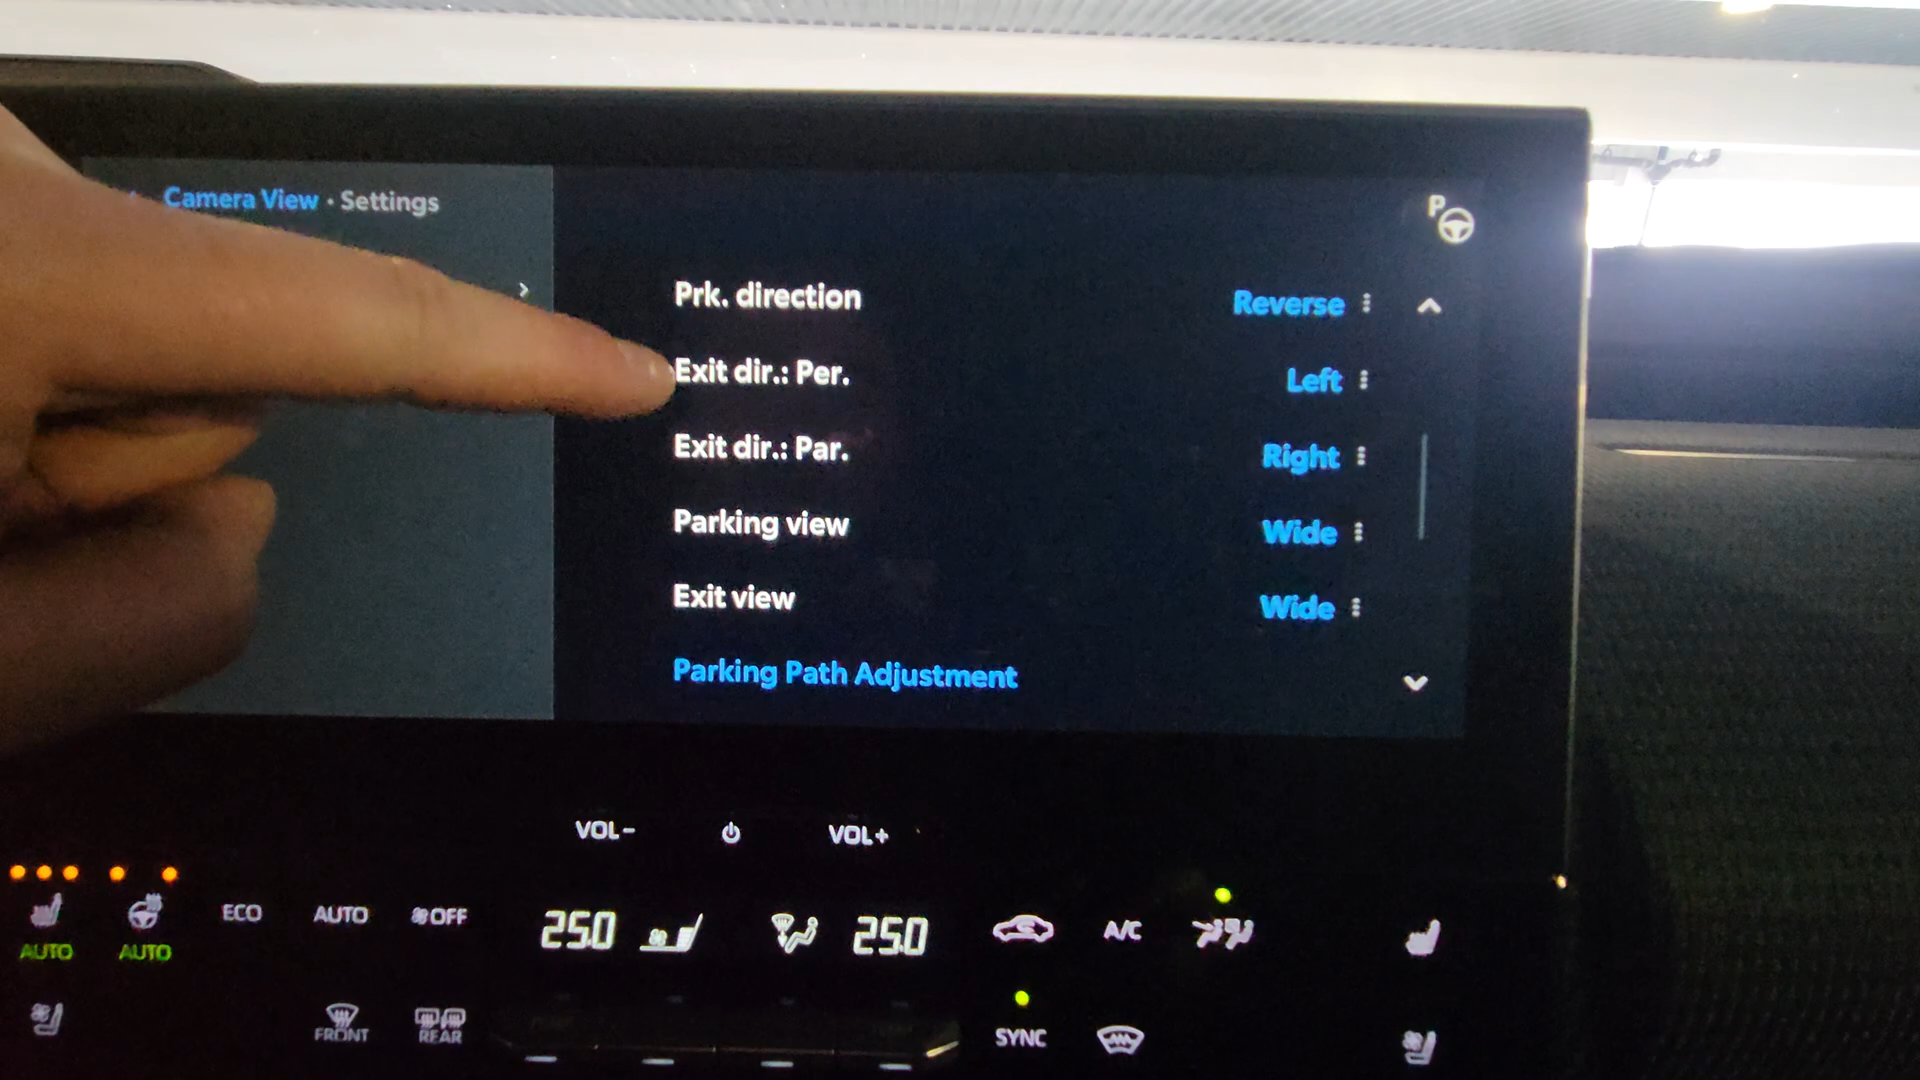 Camera View • Settings
P
Prk. direction Reverse
Exit dir.: Per. Left
Exit dir.: Par. Right
Parking view Wide
Exit view Wide
Parking Path Adjustment
VOL- VOL+
ECO AUTO OFF 25.0 25.0 A/C
AUTO AUTO
FRONT REAR SYNC